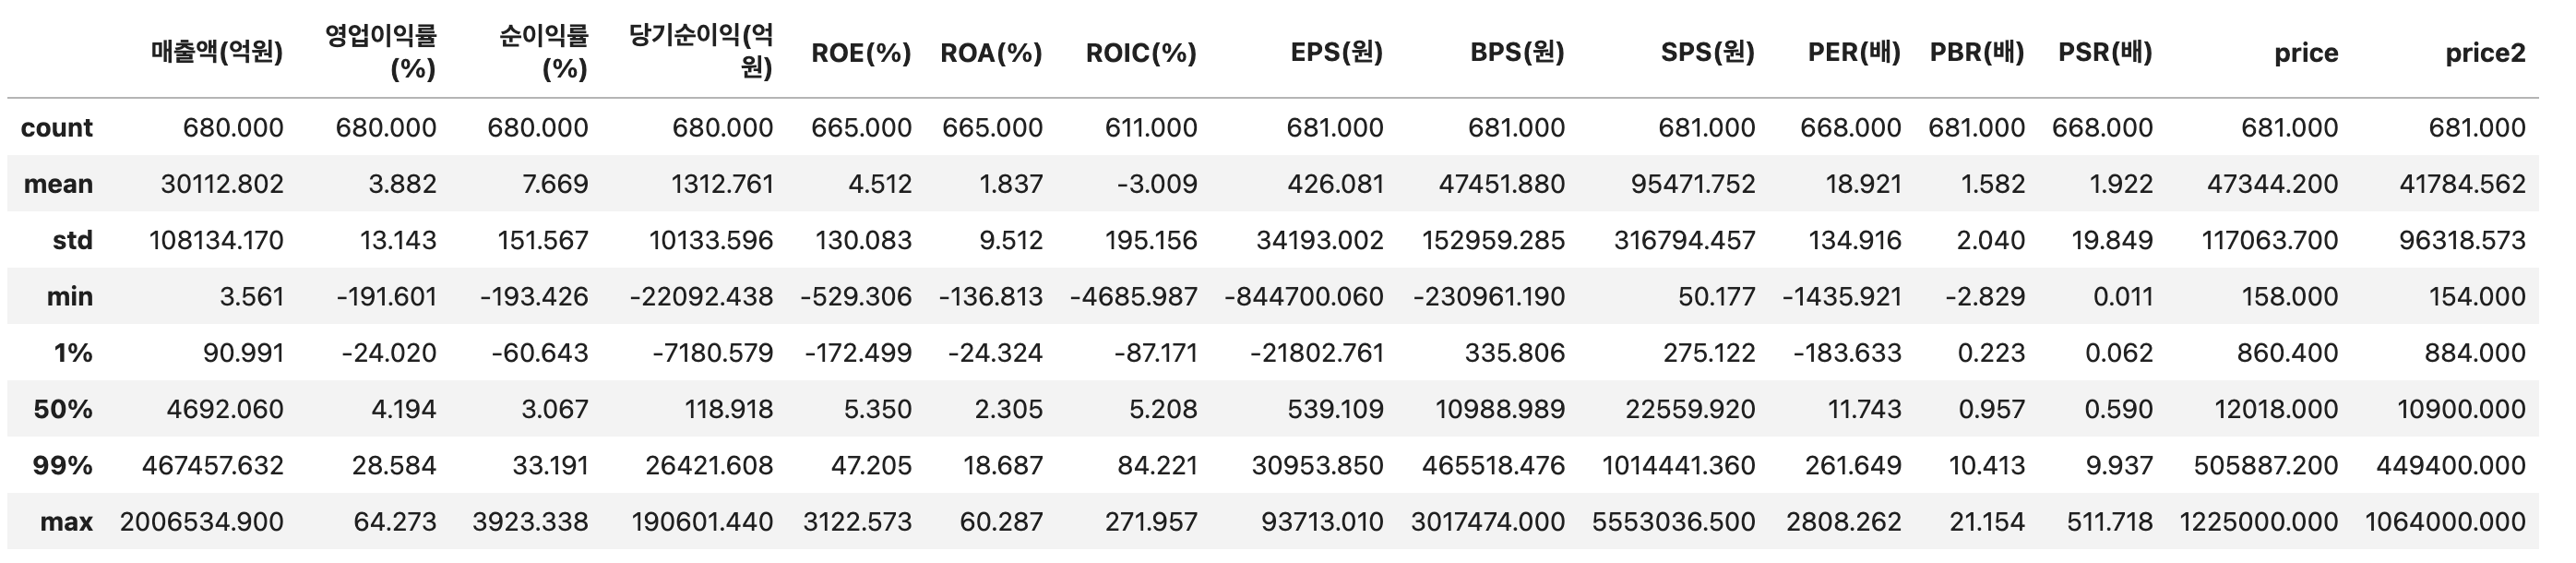 매출액(억원) 영업이익률(%) 순이익률(%) 당기순이익(억원) ROE(%) ROA(%) ROIC(%) EPS(원) BPS(원) SPS(원) PER(배) PBR(배) PSR(배) price price2
count 680.000 680.000 680.000 680.000 665.000 665.000 611.000 681.000 681.000 681.000 668.000 681.000 668.000 681.000 681.000
mean 30112.802 3.882 7.669 1312.761 4.512 1.837 -3.009 426.081 47451.880 95471.752 18.921 1.582 1.922 47344.200 41784.562
std 108134.170 13.143 151.567 10133.596 130.083 9.512 195.156 34193.002 152959.285 316794.457 134.916 2.040 19.849 117063.700 96318.573
min 3.561 -191.601 -193.426 -22092.438 -529.306 -136.813 -4685.987 -844700.060 -230961.190 50.177 -1435.921 -2.829 0.011 158.000 154.000
1% 90.991 -24.020 -60.643 -7180.579 -172.499 -24.324 -87.171 -21802.761 335.806 275.122 -183.633 0.223 0.062 860.400 884.000
50% 4692.060 4.194 3.067 118.918 5.350 2.305 5.208 539.109 10988.989 22559.920 11.743 0.957 0.590 12018.000 10900.000
99% 467457.632 28.584 33.191 26421.608 47.205 18.687 84.221 30953.850 465518.476 1014441.360 261.649 10.413 9.937 505887.200 449400.000
max 2006534.900 64.273 3923.338 190601.440 3122.573 60.287 271.957 93713.010 3017474.000 5553036.500 2808.262 21.154 511.718 1225000.000 1064000.000